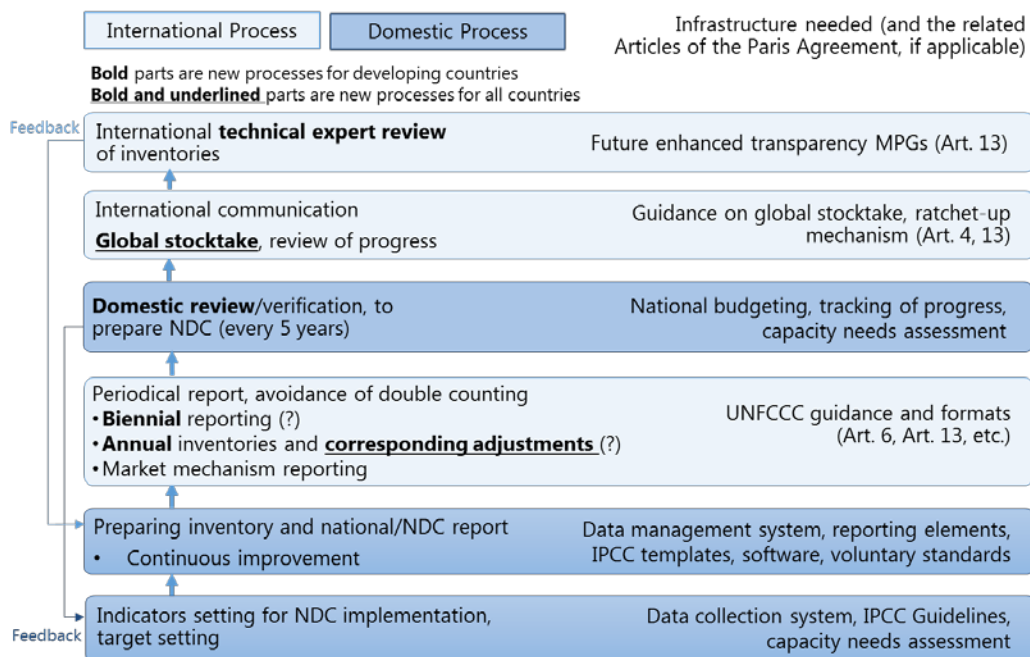 International Process
Domestic Process
Infrastructure needed (and the related
Articles of the Paris Agreement, if applicable)
Bold parts are new processes for developing countries
Bold and underlined parts are new processes for all countries
Feedback
International technical expert review
of inventories
Future enhanced transparency MPGs (Art. 13)
International communication
Global stocktake, review of progress
Guidance on global stocktake, ratchet-up
mechanism (Art. 4, 13)
Domestic review/verification, to
prepare NDC (every 5 years)
National budgeting, tracking of progress,
capacity needs assessment
Periodical report, avoidance of double counting
•Biennial reporting (?)
•Annual inventories and corresponding adjustments (?)
•Market mechanism reporting
UNFCCC guidance and formats
(Art. 6, Art. 13, etc.)
Preparing inventory and national/NDC report
• Continuous improvement
Data management system, reporting elements,
IPCC templates, software, voluntary standards
Indicators setting for NDC implementation,
target setting
Data collection system, IPCC Guidelines,
capacity needs assessment
Feedback